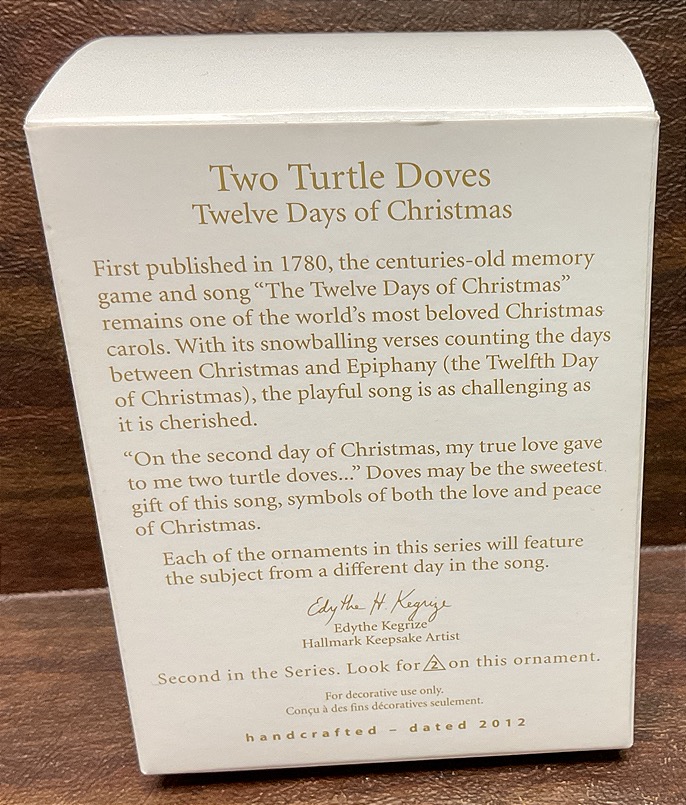 Two Turtle Doves
Twelve Days of Christmas
First published in 1780, the centuries-old memory
game and song “The Twelve Days of Christmas”
remains one of the world's most beloved Christmas
carols. With its snowballing verses counting the days
between Christmas and Epiphany (the Twelfth Day
of Christmas), the playful song is as challenging as
it is cherished.
“On the second day of Christmas, my true love gave
to me two turtle doves...” Doves may be the sweetest
gift of this song, symbols of both the love and peace
of Christmas.
Each of the ornaments in this series will feature
the subject from a different day in the song.
Edythe H. Kegrize
Edythe Kegrize
Hallmark Keepsake Artist
Second in the Series. Look for 2 on this ornament.
For decorative use only.
Conçu à des fins décoratives seulement.
handcrafted – dated 2012